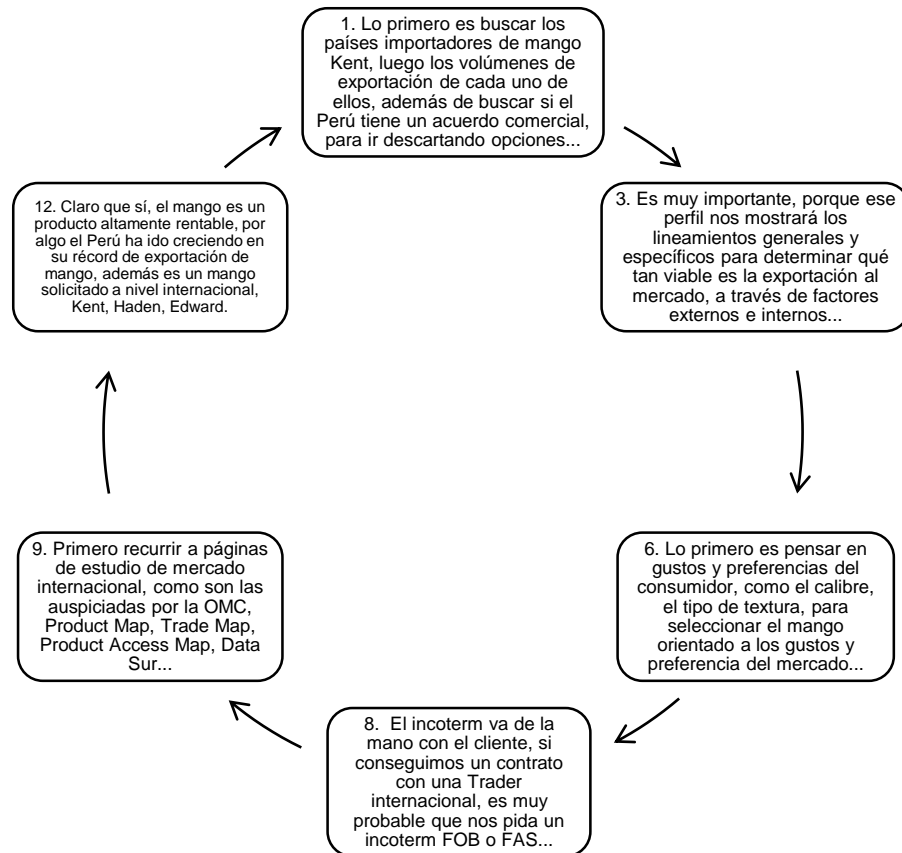 1. Lo primero es buscar los
países importadores de mango
Kent, luego los volúmenes de
exportación de cada uno de
ellos, además de buscar si el
Perú tiene un acuerdo comercial,
para ir descartando opciones...
3. Es muy importante, porque ese
perfil nos mostrará los
lineamientos generales y
específicos para determinar qué
tan viable es la exportación al
mercado, a través de factores
externos e internos...
6. Lo primero es pensar en
gustos y preferencias del
consumidor, como el calibre,
el tipo de textura, para
seleccionar el mango
orientado a los gustos y
preferencia del mercado...
8. El incoterm va de la
mano con el cliente, si
conseguimos un contrato
con una Trader
internacional, es muy
probable que nos pida un
incoterm FOB o FAS...
9. Primero recurrir a páginas
de estudio de mercado
internacional, como son las
auspiciadas por la OMC,
Product Map, Trade Map,
Product Access Map, Data
Sur...
12. Claro que sí, el mango es un
producto altamente rentable, por
algo el Perú ha ido creciendo en
su récord de exportación de
mango, además es un mango
solicitado a nivel internacional,
Kent, Haden, Edward.